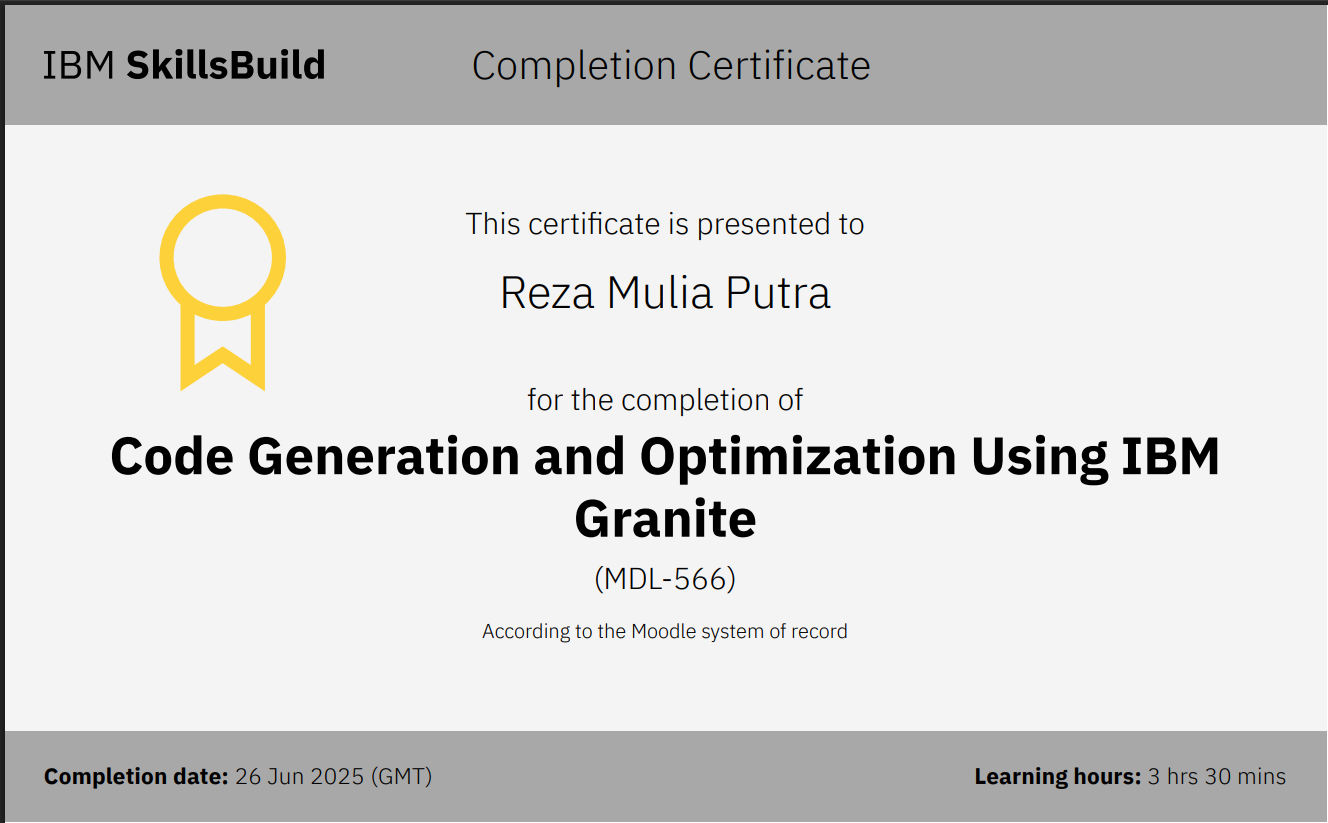 IBM SkillsBuild
Completion Certificate
This certificate is presented to
Reza Mulia Putra
for the completion of
Code Generation and Optimization Using IBM
Granite
(MDL-566)
According to the Moodle system of record
Completion date: 26 Jun 2025 (GMT)
Learning hours: 3 hrs 30 mins